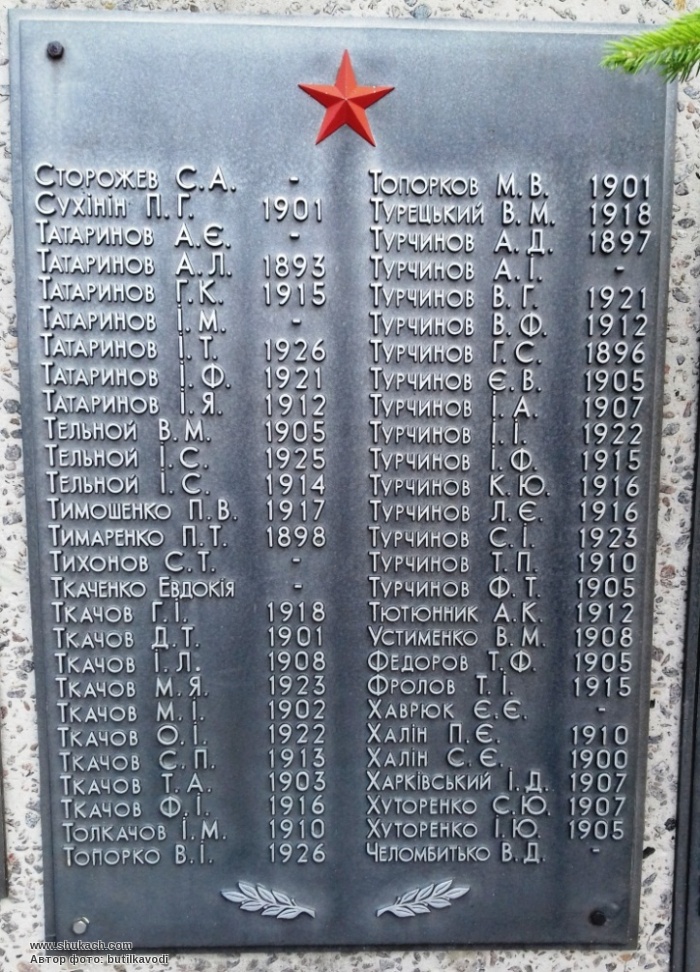 Сторожев С.А. -
Сухінін П.Г. 1901
Татаринов А.Є. -
Татаринов А.Л. 1893
Татаринов Г.К. 1915
Татаринов І.М. -
Татаринов І.Т. 1926
Татаринов І.Ф. 1921
Татаринов І.Я. 1912
Тельной В.М. 1905
Тельной І.С. 1925
Тельной І.С. 1914
Тимошенко П.В. 1917
Тимаренко П.Т. 1898
Тихонов С.Т. -
Ткаченко Евдокія -
Ткачов Г.І. 1918
Ткачов Д.Т. 1901
Ткачов І.Л. 1908
Ткачов М.Я. 1923
Ткачов М.І. 1902
Ткачов О.І. 1922
Ткачов С.П. 1913
Ткачов Т.А. 1903
Ткачов Ф.І. 1916
Толкачов І.М. 1910
Топорко В.І. 1926
Топорков М.В. 1901
Турецький В.М. 1918
Турчинов А.Д. 1897
Турчинов А.І. -
Турчинов В.Г. 1921
Турчинов В.Ф. 1912
Турчинов Г.С. 1896
Турчинов Є.В. 1905
Турчинов І.А. 1907
Турчинов І.І. 1922
Турчинов І.Ф. 1915
Турчинов К.Ю. 1916
Турчинов Л.Є. 1916
Турчинов С.І. 1923
Турчинов Т.П. 1910
Турчинов Ф.Т. 1905
Тютюнник А.К. 1912
Устименко В.М. 1908
Федоров Т.Ф. 1905
Фролов Т.І. 1915
Хаврюк Є.Є. -
Халін П.Є. 1910
Халін С.Є. 1900
Харківський І.Д. 1907
Хуторенко С.Ю. 1907
Хуторенко І.Ю. 1905
Челомбитько В.Д. -
www.shukach.com
Автор фото: butilkavodi